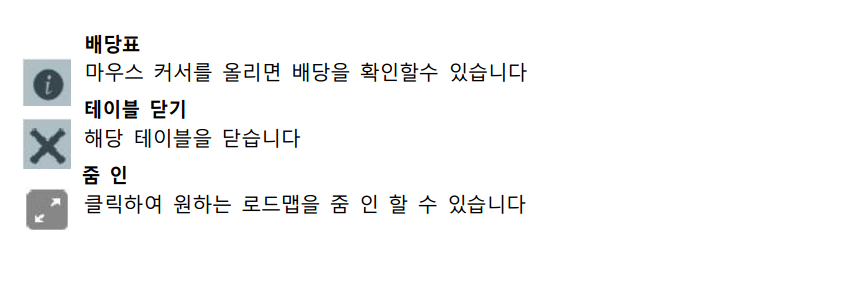 배당표
마우스 커서를 올리면 배당을 확인할수 있습니다
테이블 닫기
해당 테이블을 닫습니다
줌 인
클릭하여 원하는 로드맵을 줌 인 할 수 있습니다